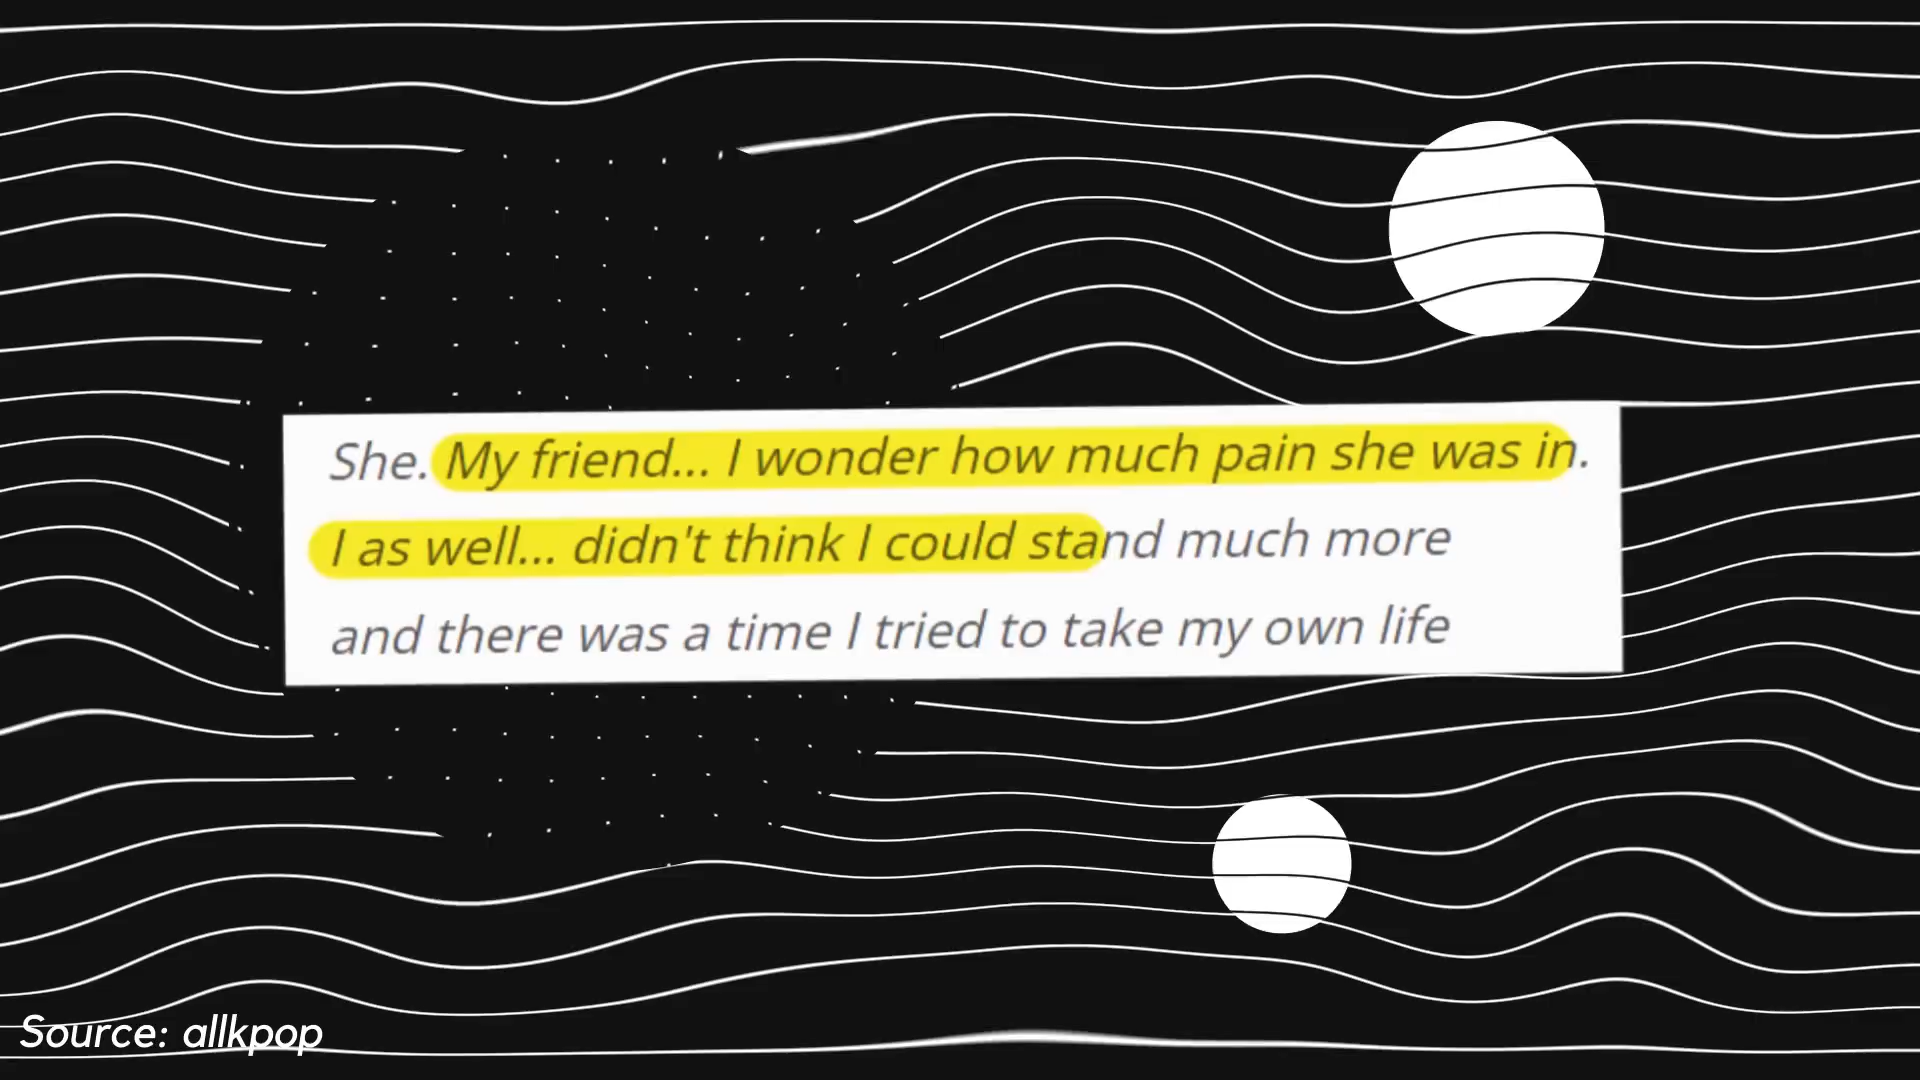 She. My friend... I wonder how much pain she was in.
I as well... didn't think I could stand much more
and there was a time I tried to take my own life
Source: allkpop